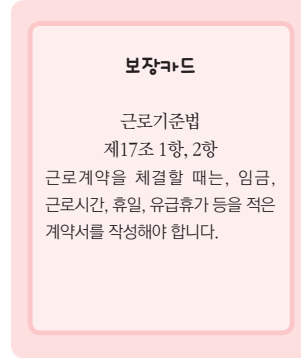 보장카드
근로기준법
제17조 1항, 2항
근로계약을 체결할 때는, 임금,
근로시간, 휴일, 유급휴가 등을 적은
계약서를 작성해야 합니다.